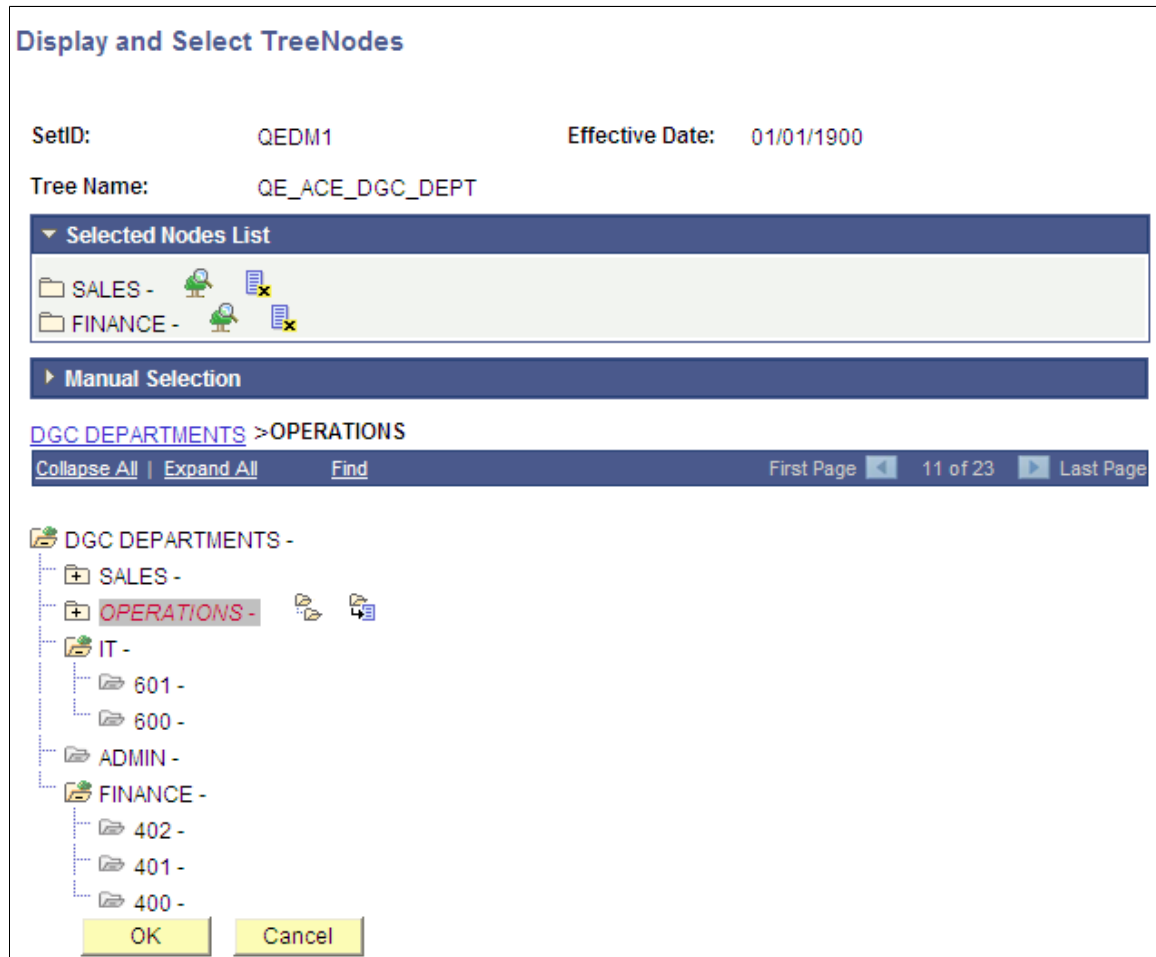 Display and Select TreeNodes
SetID: QEDM1 Effective Date: 01/01/1900
Tree Name: QE_ACE_DGC_DEPT
Selected Nodes List
SALES -
FINANCE -
Manual Selection
DGC DEPARTMENTS >OPERATIONS
Collapse All | Expand All Find First Page 11 of 23 Last Page
DGC DEPARTMENTS -
SALES -
OPERATIONS -
IT -
601 -
600 -
ADMIN -
FINANCE -
402 -
401 -
400 -
OK Cancel